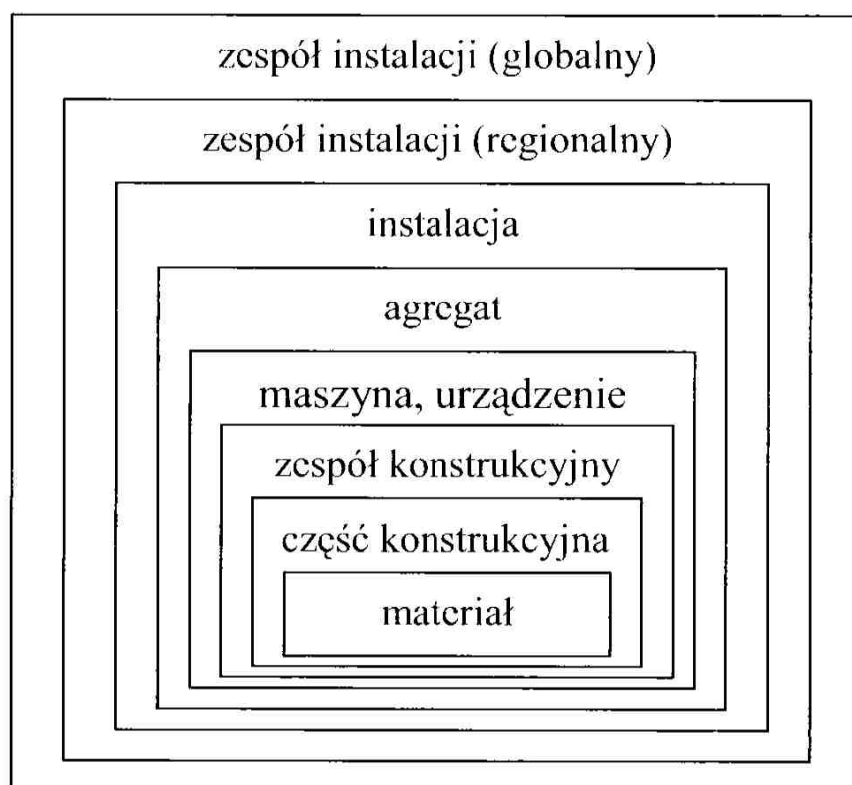 zespół instalacji (globalny)
zespół instalacji (regionalny)
instalacja
agregat
maszyna, urządzenie
zespół konstrukcyjny
część konstrukcyjna
materiał